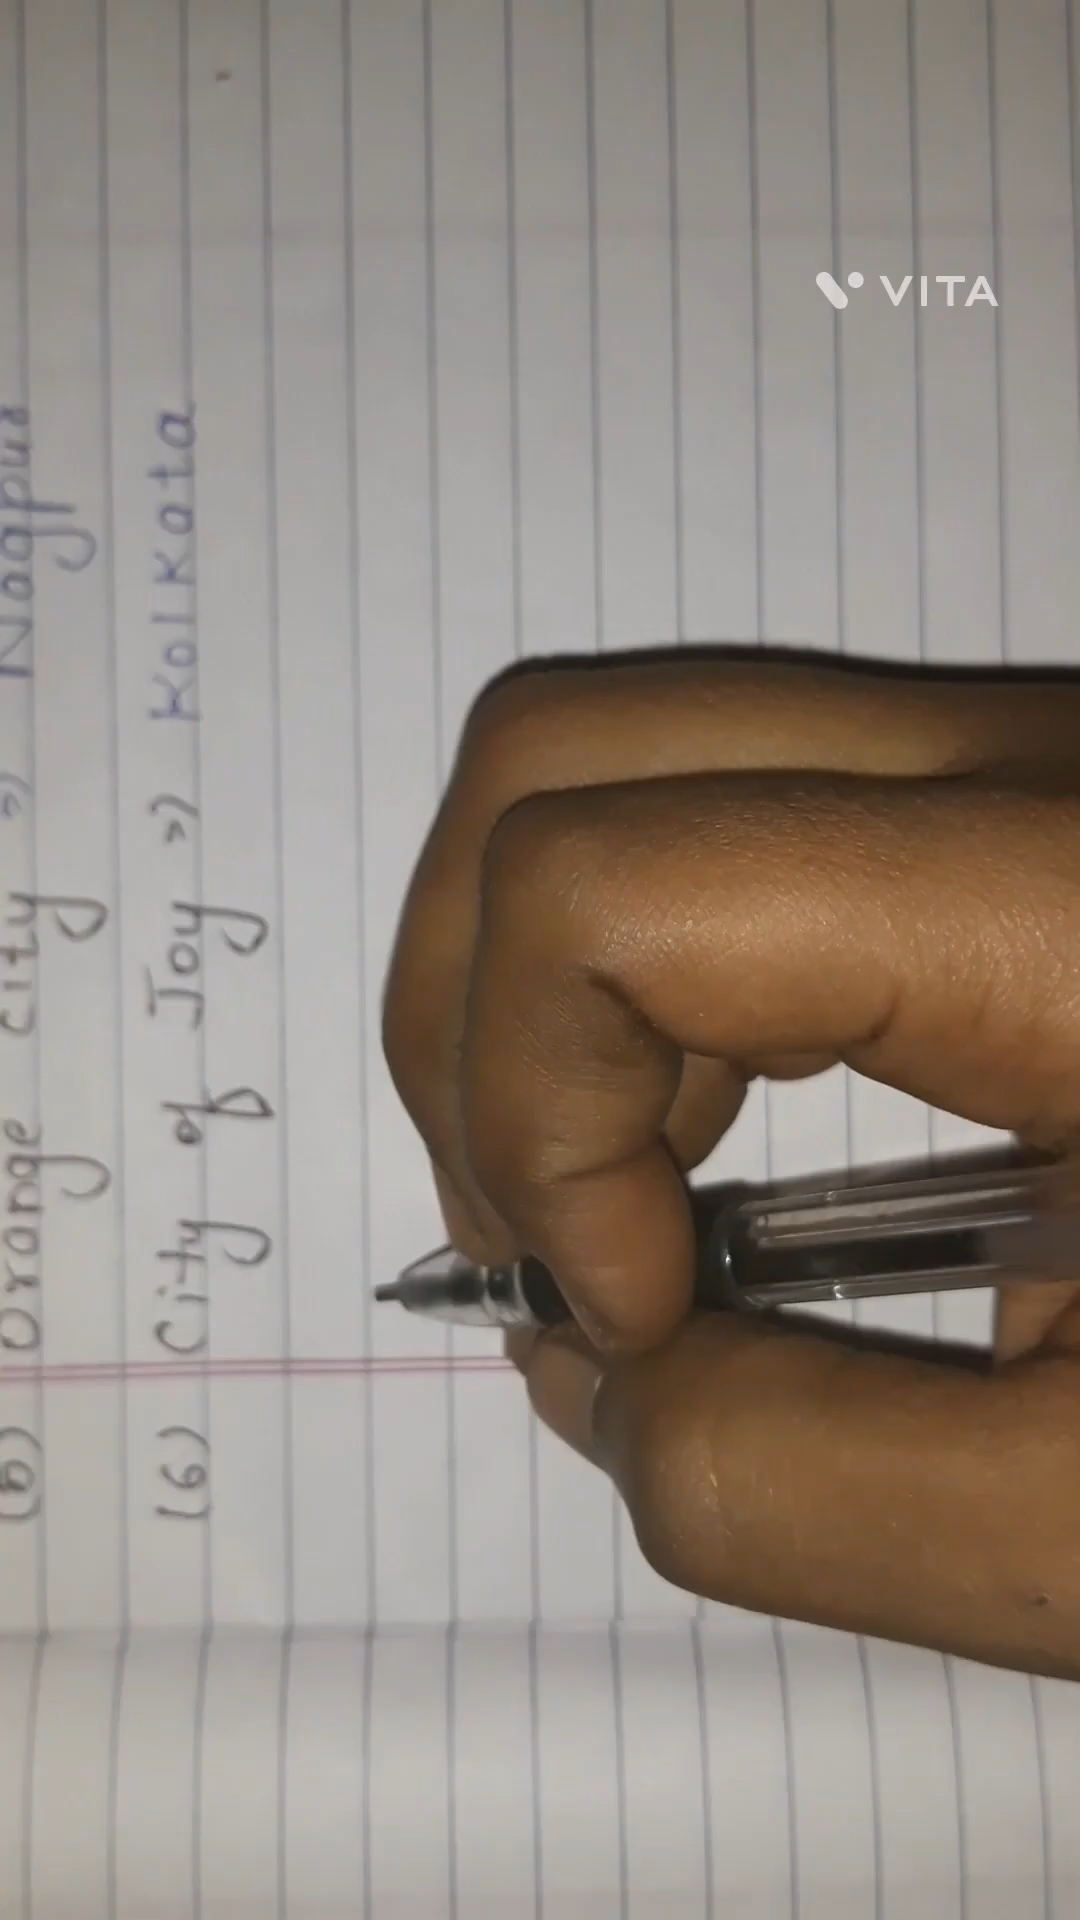 (5) Orange city => Nagpur
(6) City of Joy => Kolkata
VITA